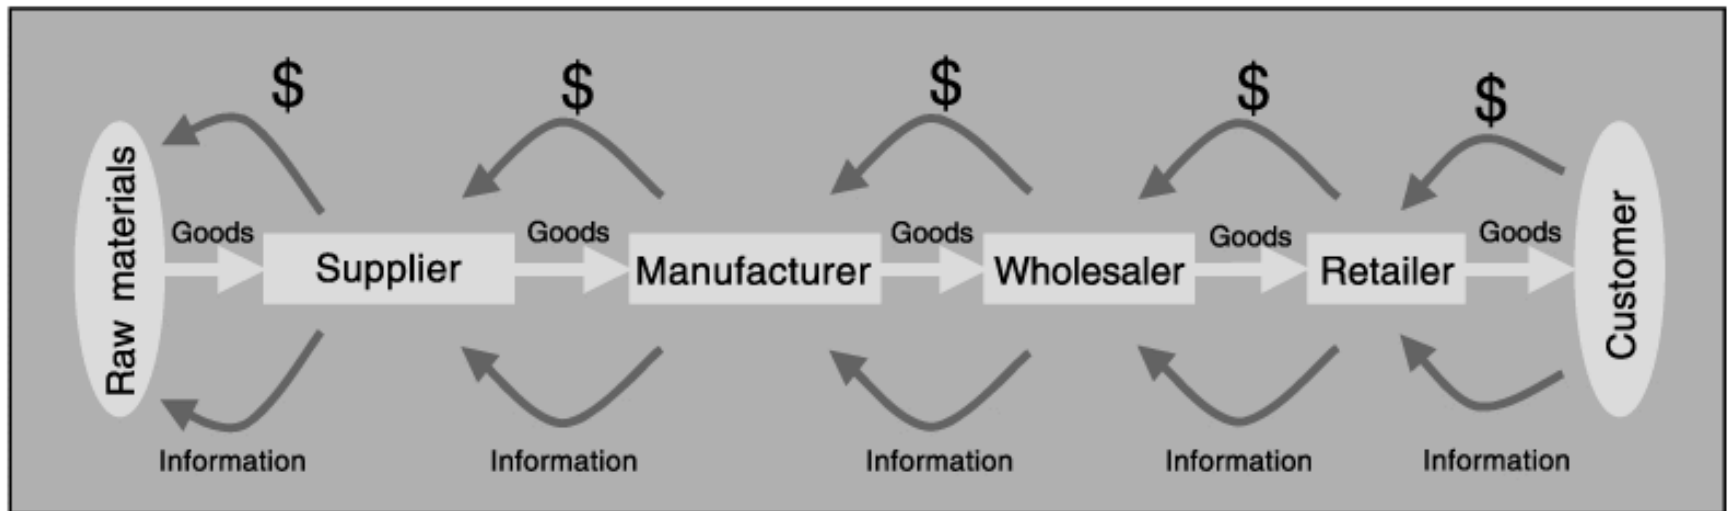 $ $ $ $ $
Goods Goods Goods Goods Goods
Raw materials Supplier Manufacturer Wholesaler Retailer Customer
Information Information Information Information Information